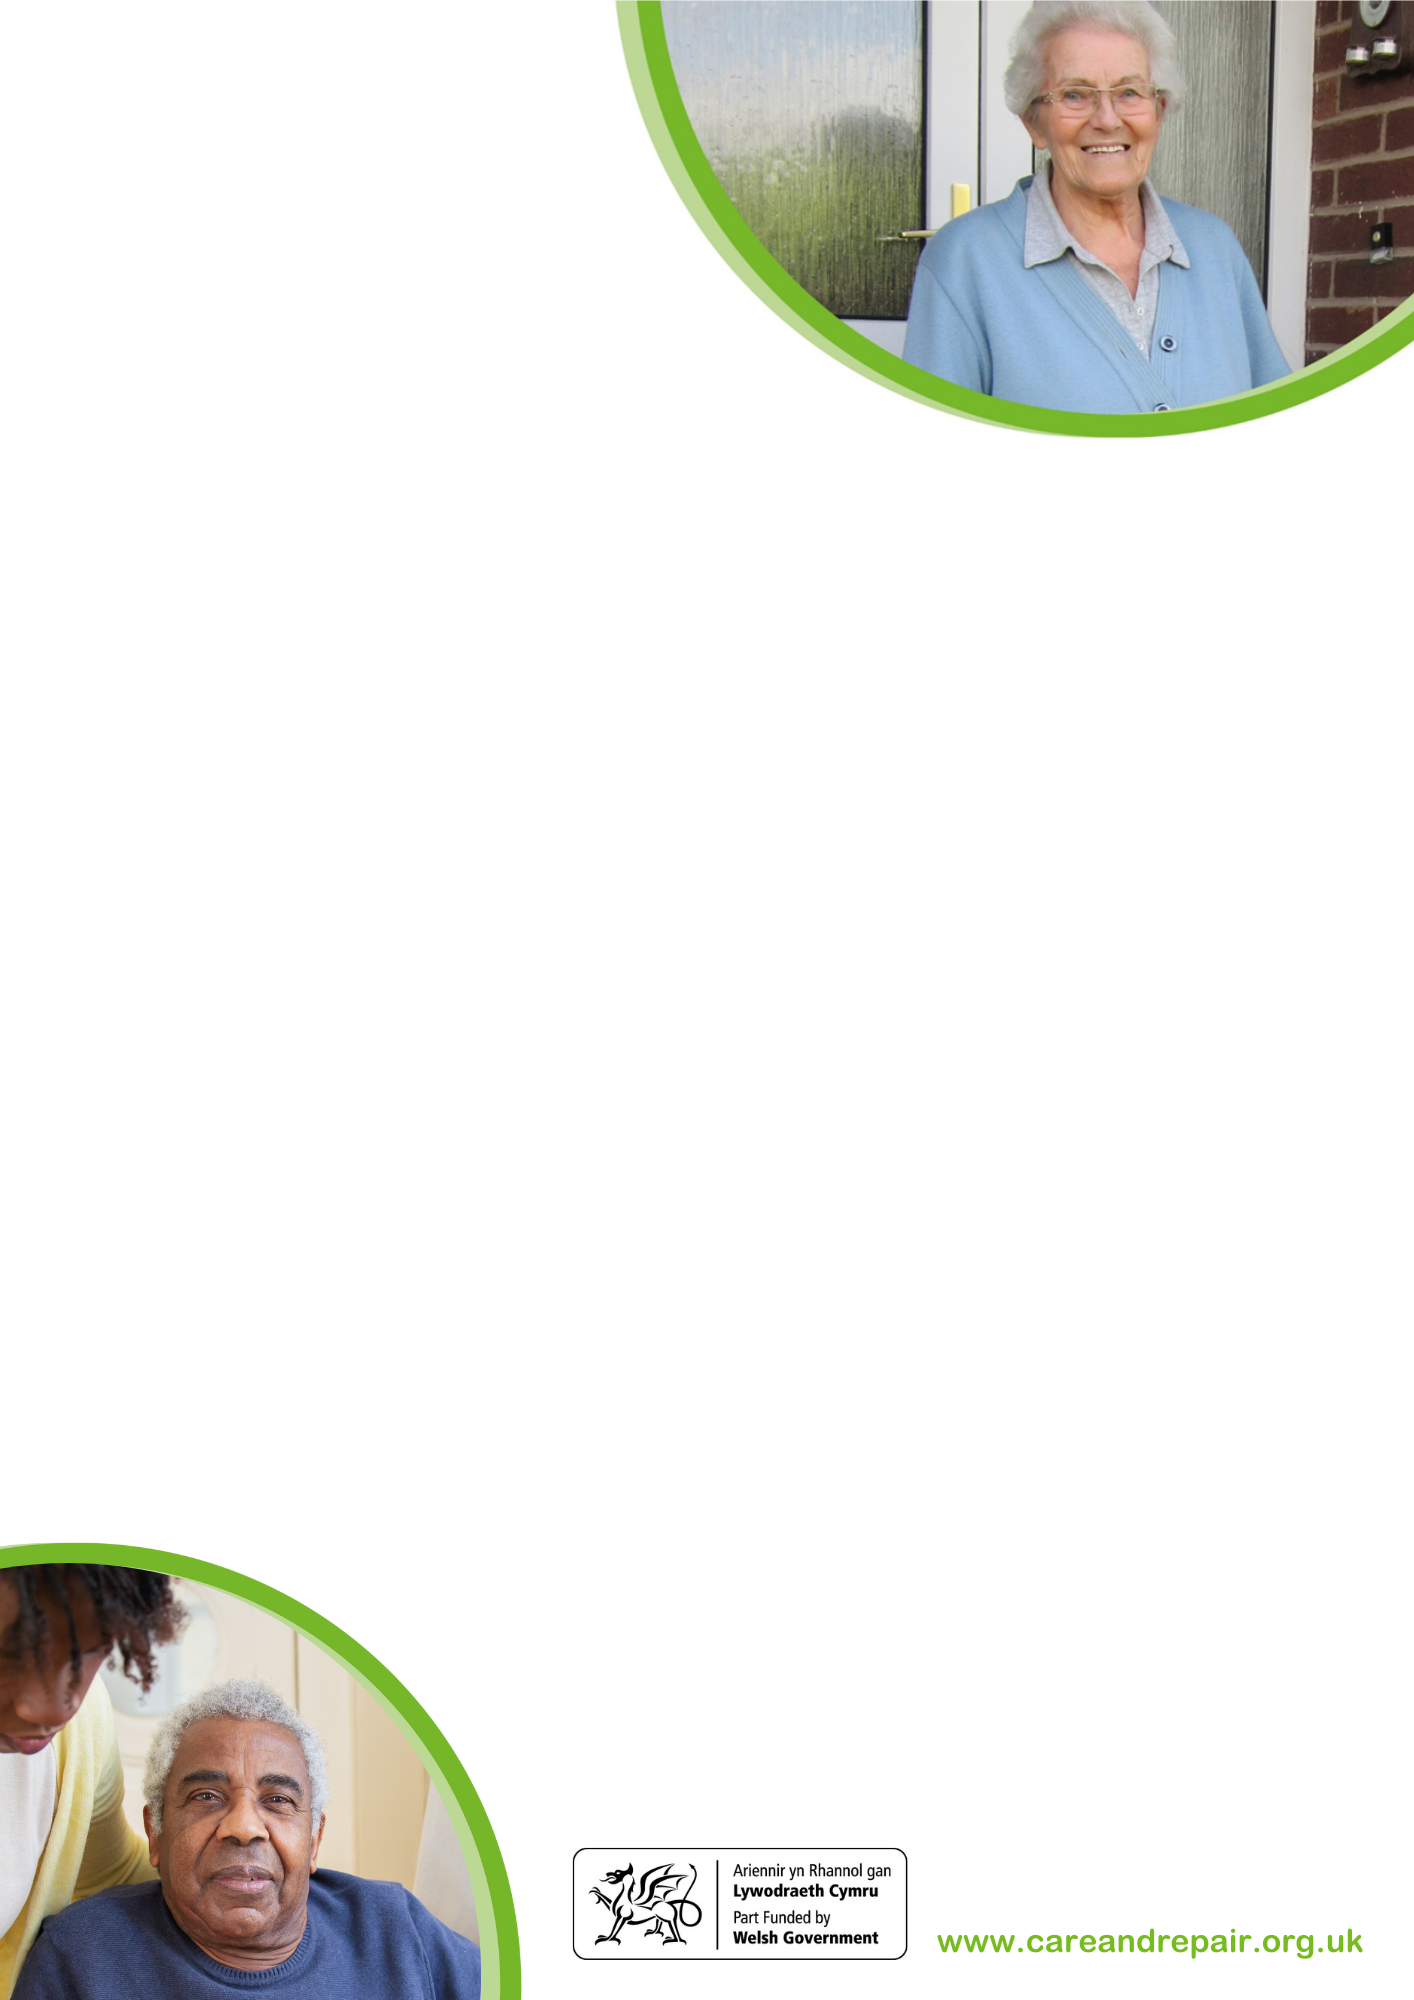 Ariennir yn Rhannol gan
Lywodraeth Cymru
Part Funded by
Welsh Government
www.careandrepair.org.uk